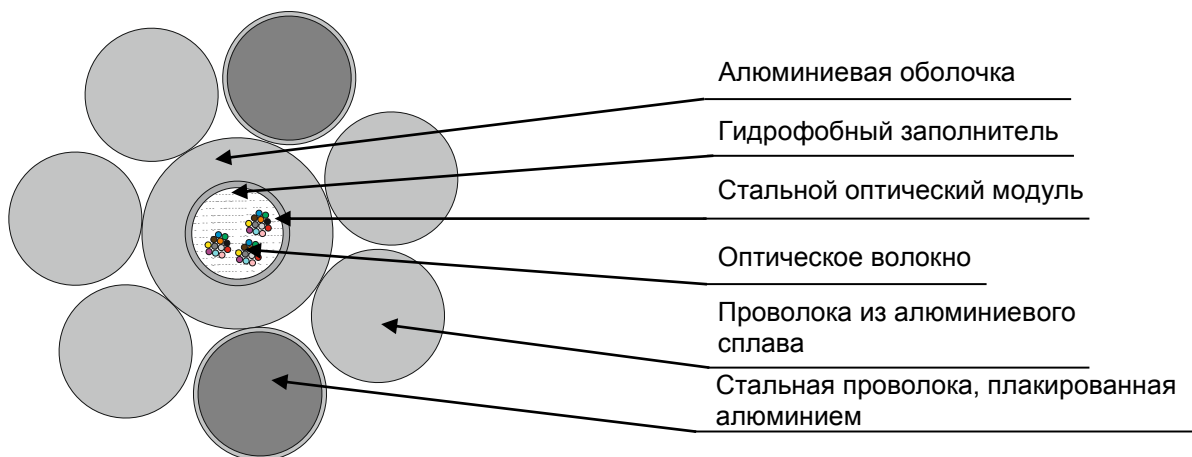 Алюминиевая оболочка
Гидрофобный заполнитель
Стальной оптический модуль
Оптическое волокно
Проволока из алюминиевого
сплава
Стальная проволока, плакированная
алюминием